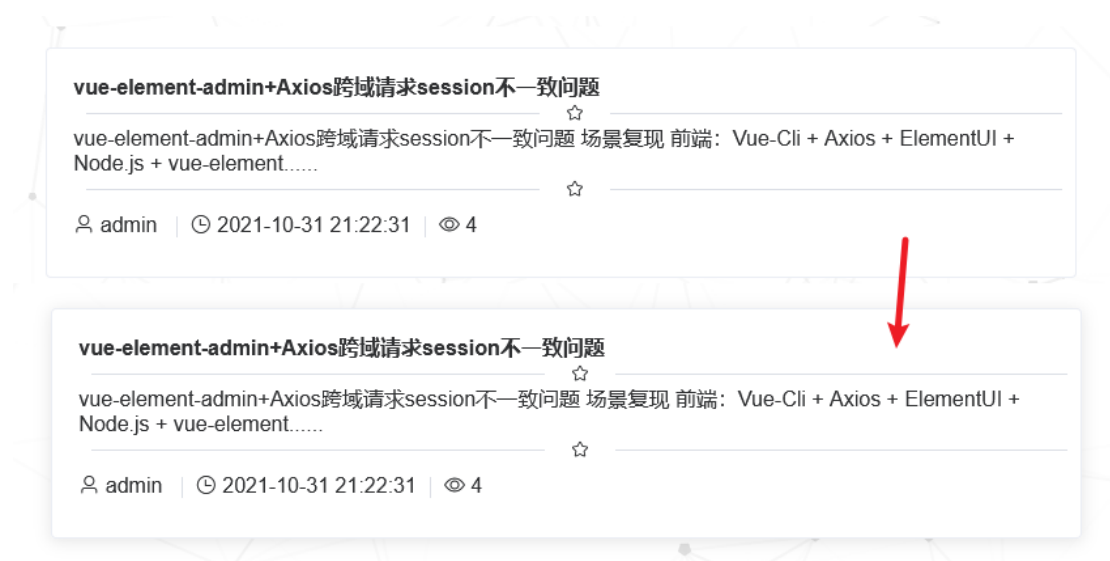 vue-element-admin+Axios跨域请求session不一致问题
vue-element-admin+Axios跨域请求session不一致问题 场景复现 前端：Vue-Cli + Axios + ElementUI +
Node.js + vue-element......
admin 2021-10-31 21:22:31 4
vue-element-admin+Axios跨域请求session不一致问题
vue-element-admin+Axios跨域请求session不一致问题 场景复现 前端：Vue-Cli + Axios + ElementUI +
Node.js + vue-element......
admin 2021-10-31 21:22:31 4